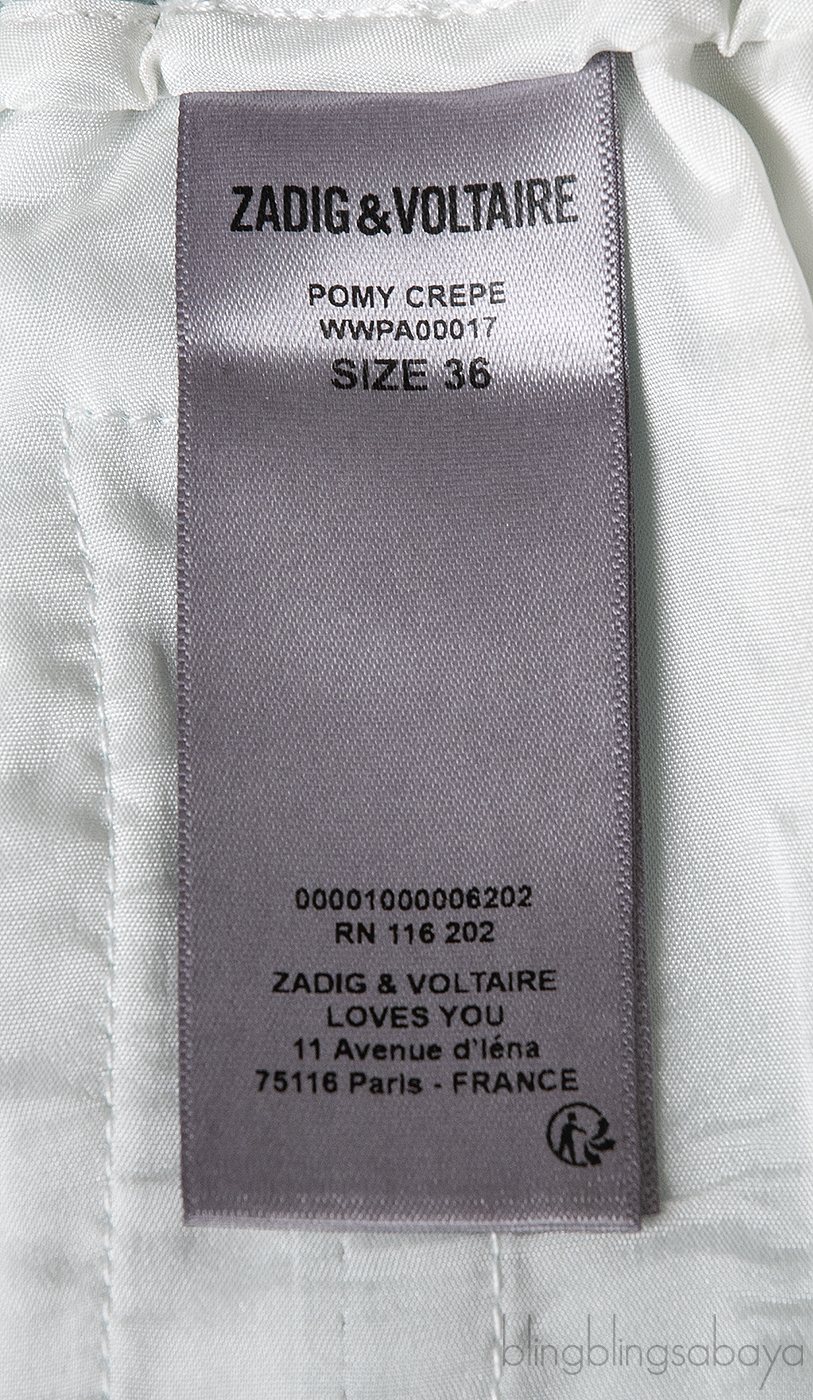 ZADIG&VOLTAIRE
POMY CREPE
WWPA00017
SIZE 36
00001000006202
RN 116 202
ZADIG & VOLTAIRE
LOVES YOU
11 Avenue d'Iéna
75116 Paris - FRANCE
blingblingsabaya